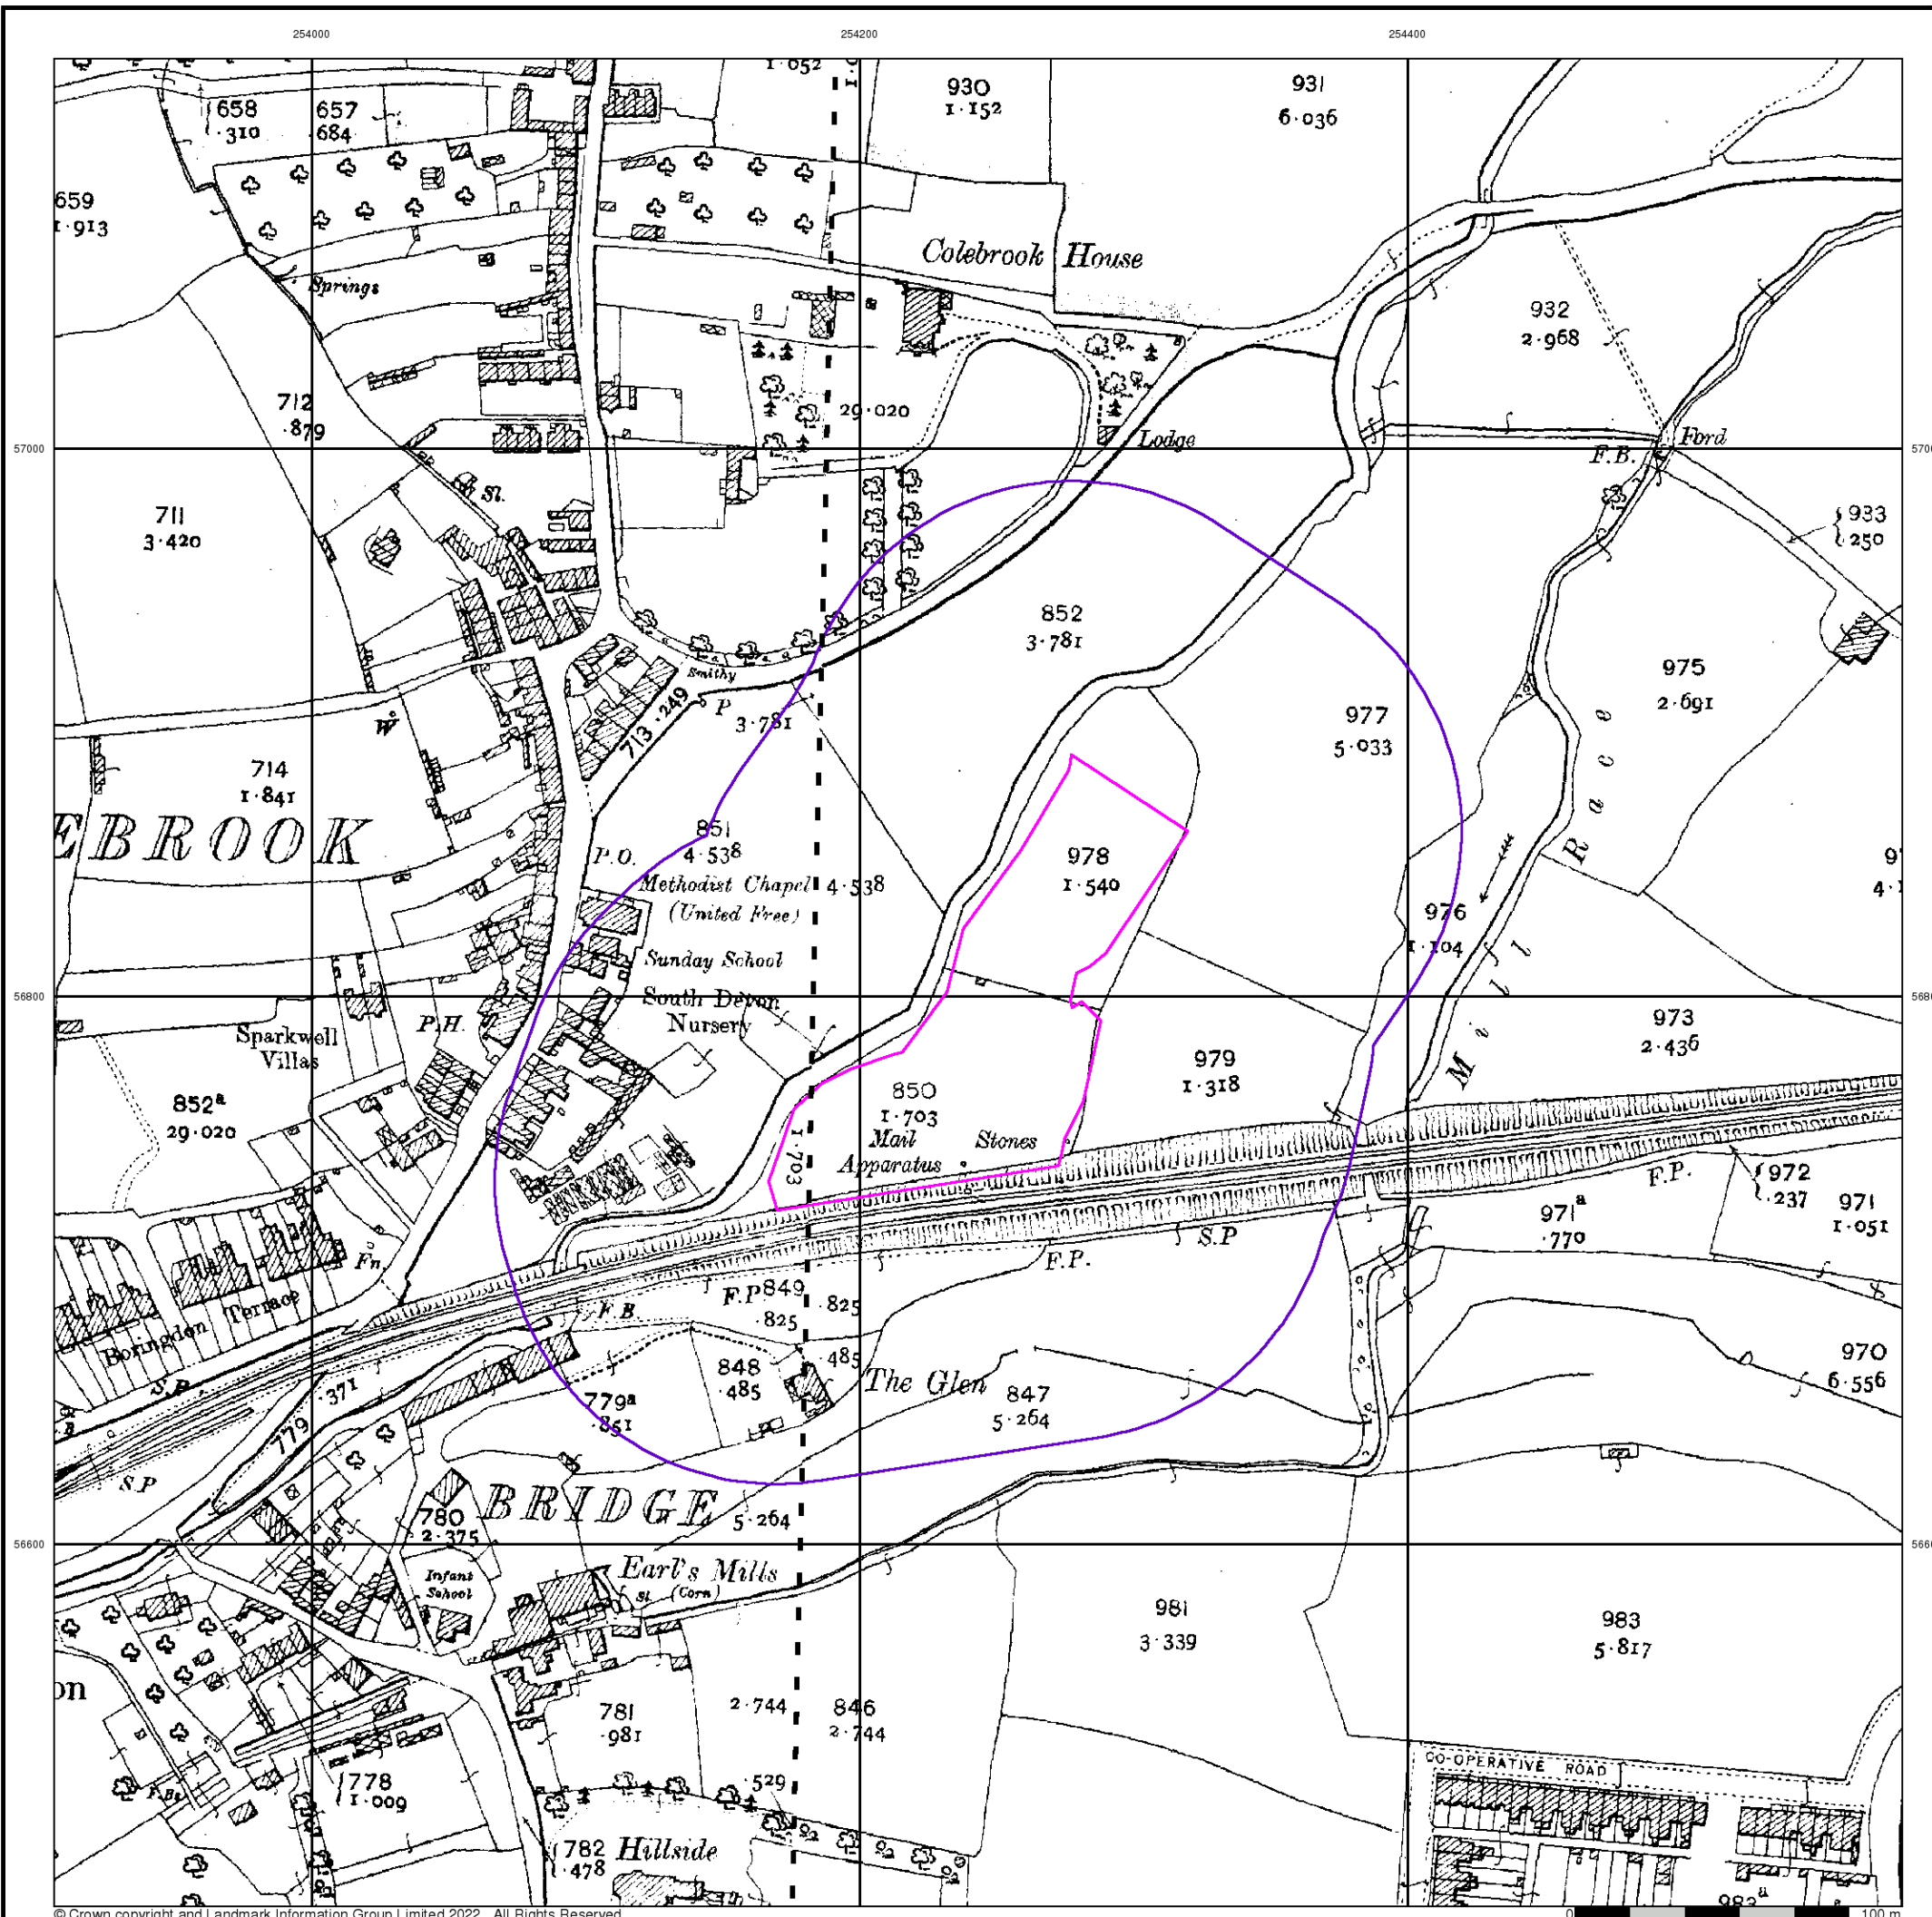 254000
254200
254400
1·052
658
·310
657
·684
930
1·152
931
6·036
659
1·913
Springs
Colebrook House
932
2·968
712
·879
29·020
57000
Lodge
F.B.
Ford
Sl.
711
3·420
933
·250
852
3·781
Smithy
P
3·781
713 ·249
975
2·691
977
5·033
W
714
1·841
EBROOK
851
4·538
P.O.
Methodist Chapel
(United Free)
4·538
978
1·540
Mill Race
976
1·104
Sunday School
South Devon
Nursery
56800
P.H.
Sparkwell
Villas
973
2·436
979
1·318
852a
29·020
850
1·703
1·703
Mail
Apparatus
Stones
F.P.
972
·237
971
1·051
971a
·770
S.P
F.P.
Fn.
F.P.
849
·825
·825
F.B.
Boringdon Terrace
S.P.
779
·371
848
·485
·485
The Glen
847
5·264
970
6·556
779a
·851
S.P
BRIDGE
780
2·375
5·264
56600
Infant
School
Earl's Mills
(Corn)
Sl
981
3·339
983
5·817
on
781
·981
2·744
846
2·744
CO-OPERATIVE ROAD
778
1·009
·529
F.Bs
782
·478
Hillside
983a
© Crown copyright and Landmark Information Group Limited 2022. All Rights Reserved.
0
100 m